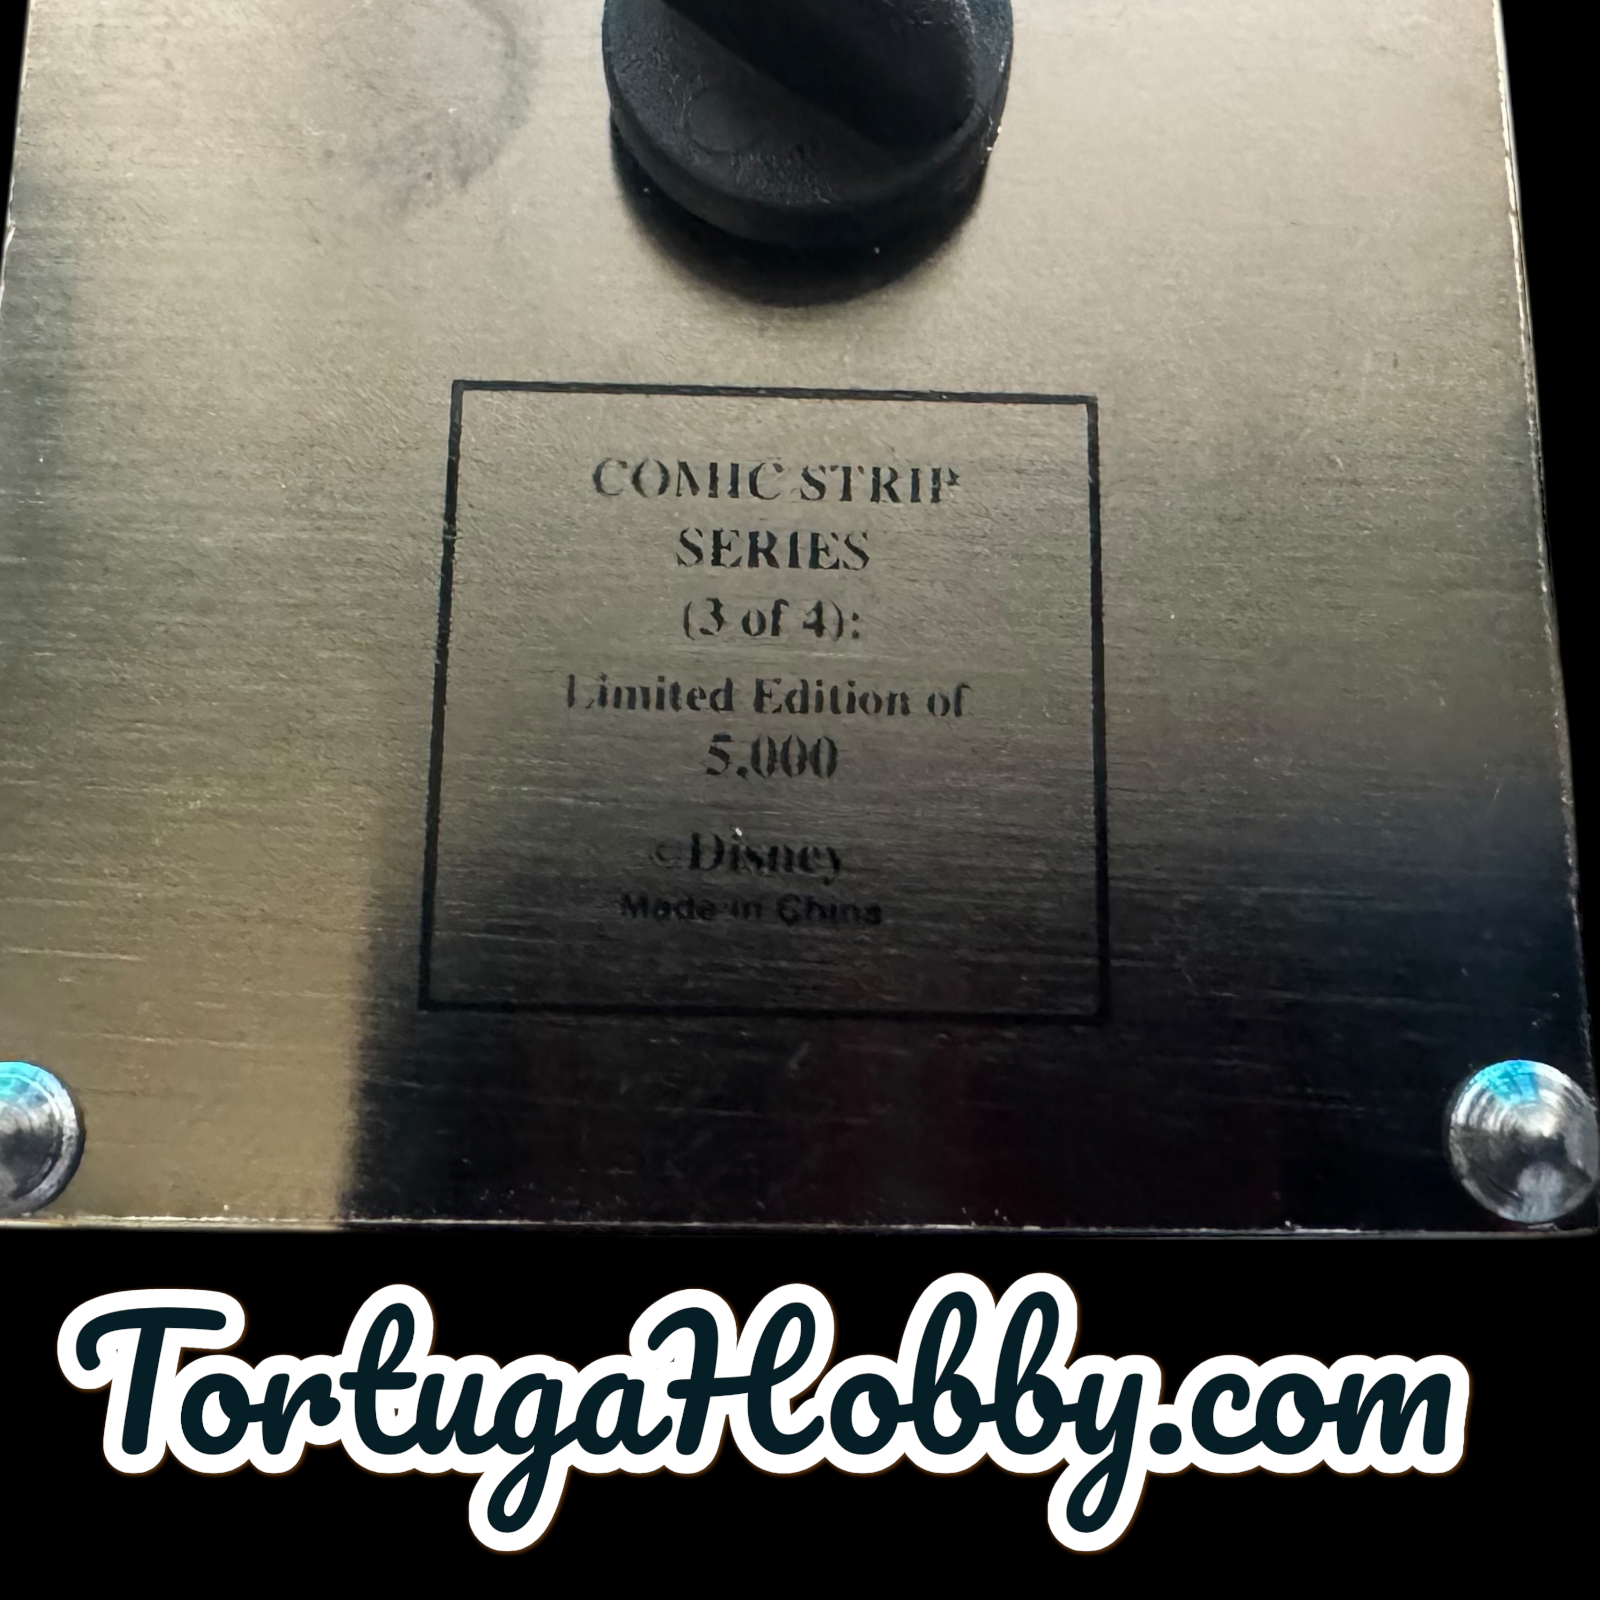 COMIC STRIP
SERIES
(3 of 4):
Limited Edition of
5,000
©Disney
Made in China
TortugaHobby.com